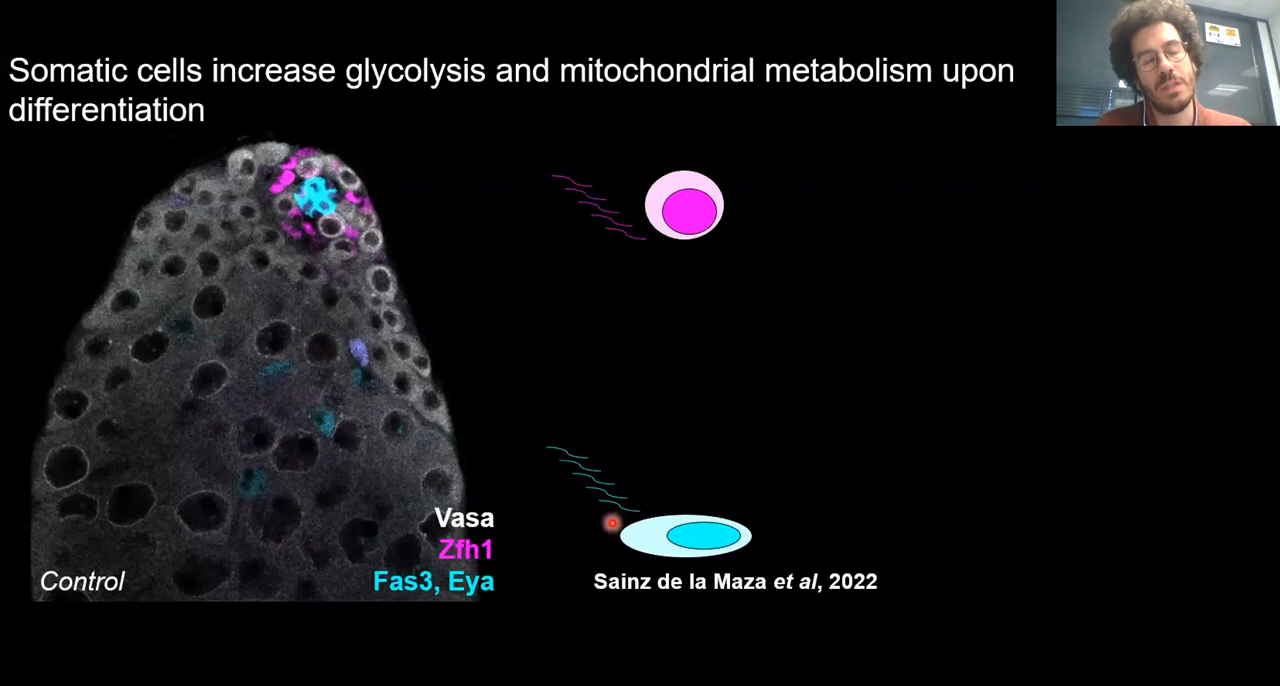 Somatic cells increase glycolysis and mitochondrial metabolism upon
differentiation
Vasa
Zfh1
Control
Fas3, Eya
Sainz de la Maza et al, 2022